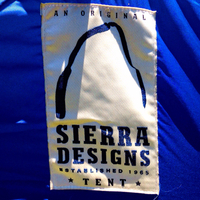 AN ORIGINAL
SIERRA
DESIGNS
ESTABLISHED 1965
★ TENT ★